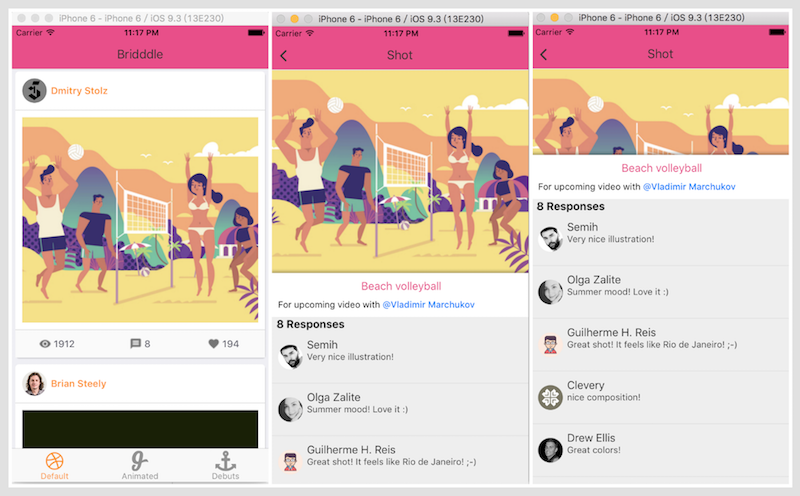 iPhone 6 - iPhone 6 / iOS 9.3 (13E230)
Carrier 11:17 PM
Bridddle
Dmitry Stolz
1912 8 194
Brian Steely
Default Animated Debuts
iPhone 6 - iPhone 6 / iOS 9.3 (13E230)
Carrier 11:17 PM
Shot
Beach volleyball
For upcoming video with @Vladimir Marchukov
8 Responses
Semih
Very nice illustration!
Olga Zalite
Summer mood! Love it :)
Guilherme H. Reis
Great shot! It feels like Rio de Janeiro! ;-)
iPhone 6 - iPhone 6 / iOS 9.3 (13E230)
Carrier 11:17 PM
Shot
Beach volleyball
For upcoming video with @Vladimir Marchukov
8 Responses
Semih
Very nice illustration!
Olga Zalite
Summer mood! Love it :)
Guilherme H. Reis
Great shot! It feels like Rio de Janeiro! ;-)
Clevery
nice composition!
Drew Ellis
Great colors!